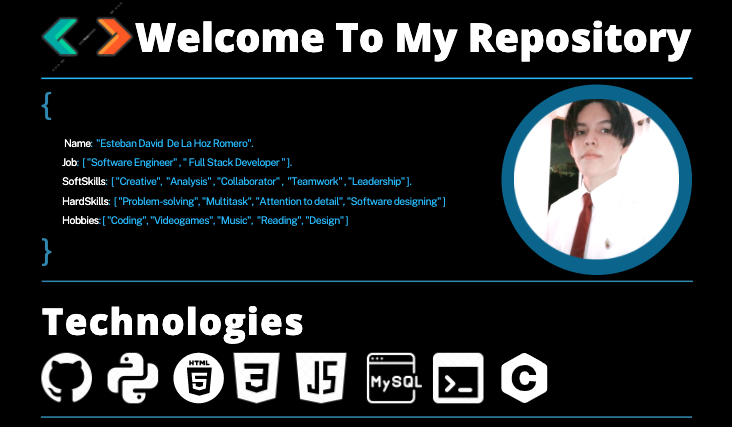 Welcome To My Repository
{
Name: "Esteban David De La Hoz Romero".
Job: [ "Software Engineer" , " Full Stack Developer " ].
SoftSkills: [ "Creative", "Analysis" , "Collaborator" , "Teamwork" , "Leadership" ].
HardSkills: [ "Problem-solving", "Multitask", "Attention to detail", "Software designing" ]
Hobbies: [ "Coding", "Videogames", "Music", "Reading", "Design" ]
}
Technologies
HTML 5 3 JS MySQL >_ C